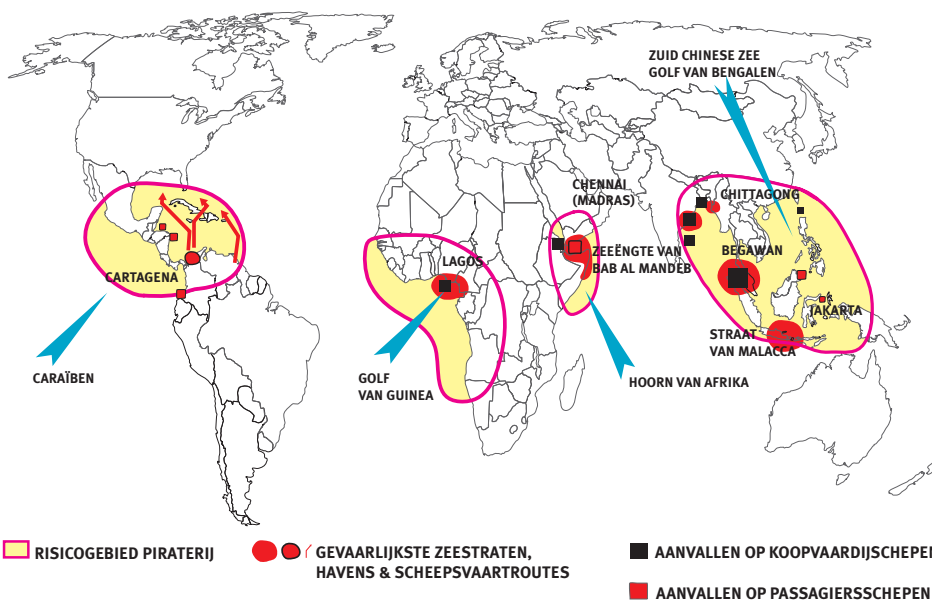 ZUID CHINESE ZEE
GOLF VAN BENGALEN
CHENNAI
(MADRAS)
CHITTAGONG
LAGOS
ZEEËNGTE VAN
BAB AL MANDEB
BEGAWAN
CARTAGENA
JAKARTA
STRAAT
VAN MALACCA
CARAÏBEN
GOLF
VAN GUINEA
HOORN VAN AFRIKA
RISICOGEBIED PIRATERIJ
GEVAARLIJKSTE ZEESTRATEN,
HAVENS & SCHEEPSVAARTROUTES
AANVALLEN OP KOOPVAARDIJSCHEPEN
AANVALLEN OP PASSAGIERSSCHEPEN